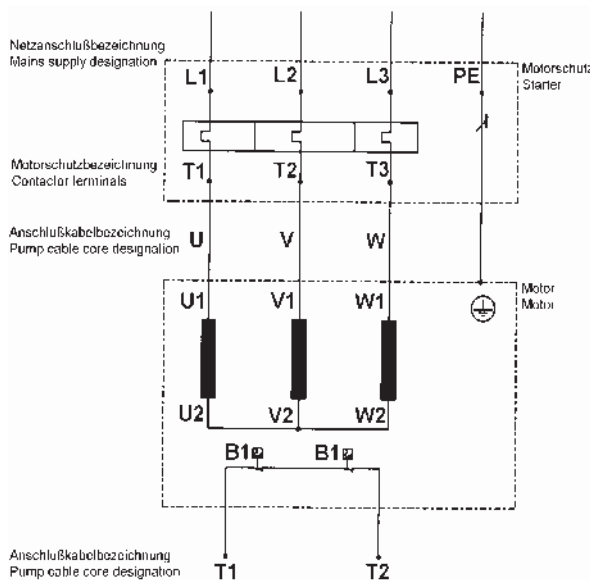 Netzanschlußbezeichnung
Mains supply designation
L1 L2 L3 PE
Motorschutz
Starter
Motorschutzbezeichnung
Contactor terminals
T1 T2 T3
Anschlußkabelbezeichnung
Pump cable core designation
U V W
Motor
Motor
U1 V1 W1
U2 V2 W2
B1 B1
Anschlußkabelbezeichnung
Pump cable core designation
T1 T2